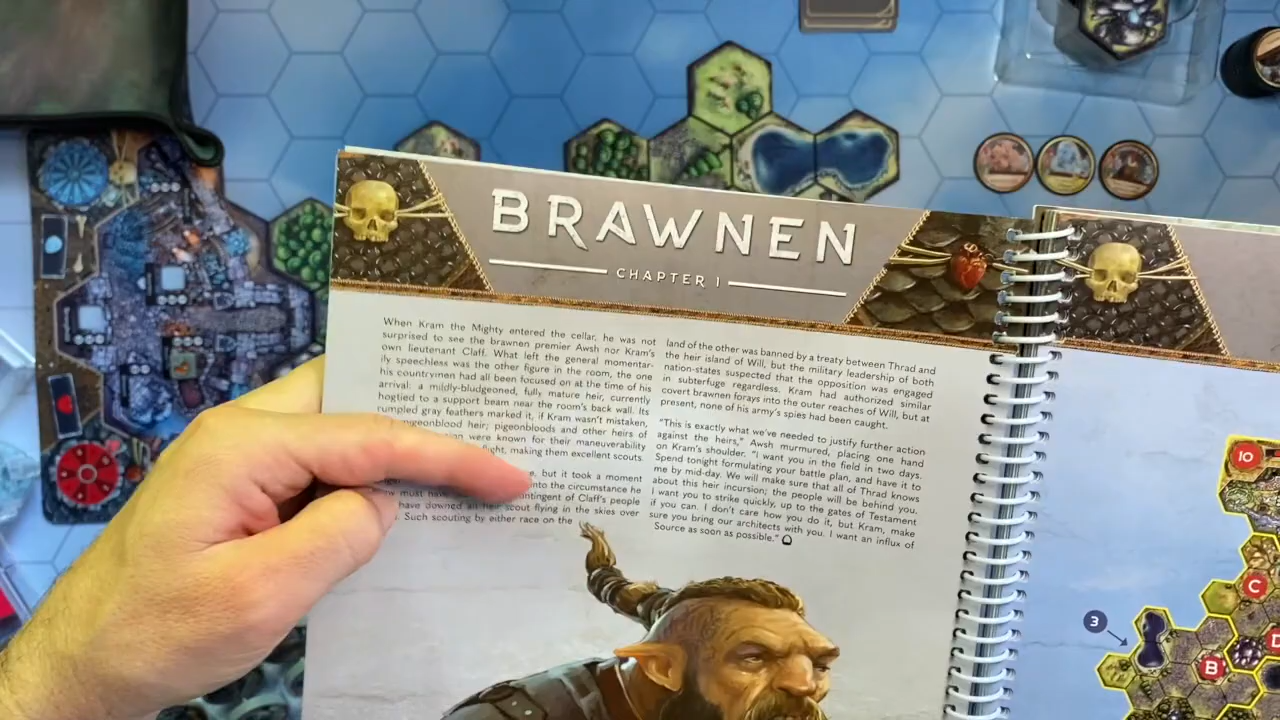 BRAWNEN
CHAPTER I
When Kram the Mighty entered the cellar, he was not
surprised to see the brawnen premier Awsh nor Kram's
own lieutenant Claff. What left the general momentar-
ily speechless was the other figure in the room, the one
his countrymen had all been focused on at the time of his
arrival: a mildly-bludgeoned, fully mature heir, currently
hogtied to a support beam near the room's back wall. Its
rumpled gray feathers marked it, if Kram wasn't mistaken,
pigeonblood heir; pigeonbloods and other heirs of
were known for their maneuverability
flight, making them excellent scouts.
but it took a moment
into the circumstance he
must have
of Claff's people
have downed an heir scout flying in the skies over
Such scouting by either race on the
land of the other was banned by a treaty between Thrad and
the heir island of Will, but the military leadership of both
nation-states suspected that the opposition was engaged
in subterfuge regardless. Kram had authorized similar
covert brawnen forays into the outer reaches of Will, but at
present, none of his army's spies had been caught.
"This is exactly what we've needed to justify further action
against the heirs," Awsh murmured, placing one hand
on Kram's shoulder. "I want you in the field in two days.
Spend tonight formulating your battle plan, and have it to
me by mid-day. We will make sure that all of Thrad knows
about this heir incursion; the people will be behind you.
I want you to strike quickly, up to the gates of Testament
if you can. I don't care how you do it, but Kram, make
sure you bring our architects with you. I want an influx of
Source as soon as possible."
10
C
3
B
D